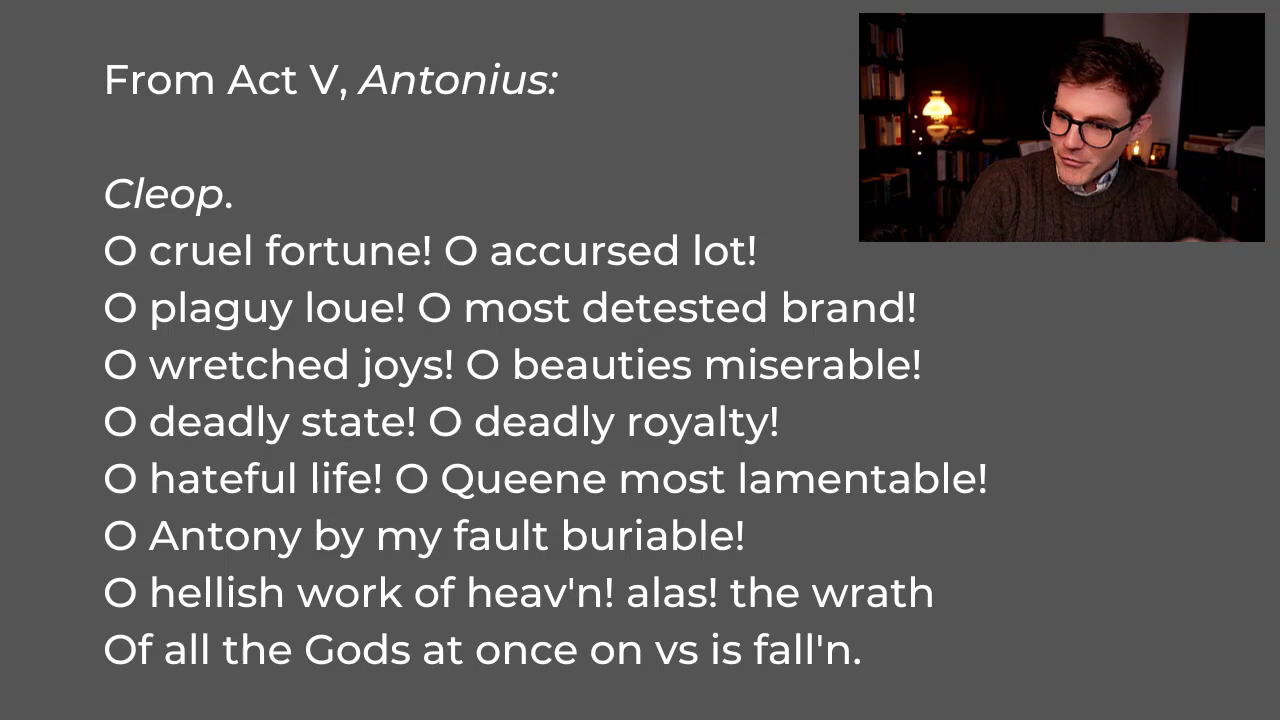 From Act V, Antonius:
Cleop.
O cruel fortune! O accursed lot!
O plaguy loue! O most detested brand!
O wretched joys! O beauties miserable!
O deadly state! O deadly royalty!
O hateful life! O Queene most lamentable!
O Antony by my fault buriable!
O hellish work of heav'n! alas! the wrath
Of all the Gods at once on vs is fall'n.